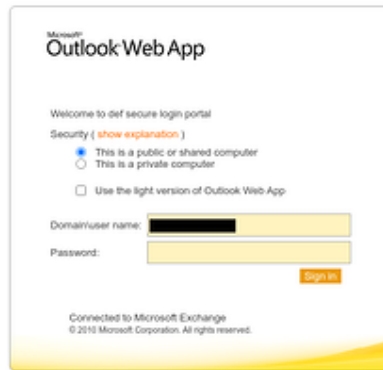 Microsoft®
Outlook Web App
Welcome to def secure login portal
Security ( show explanation )
This is a public or shared computer
This is a private computer
Use the light version of Outlook Web App
Domain\user name:
Password:
Sign in
Connected to Microsoft Exchange
© 2010 Microsoft Corporation. All rights reserved.